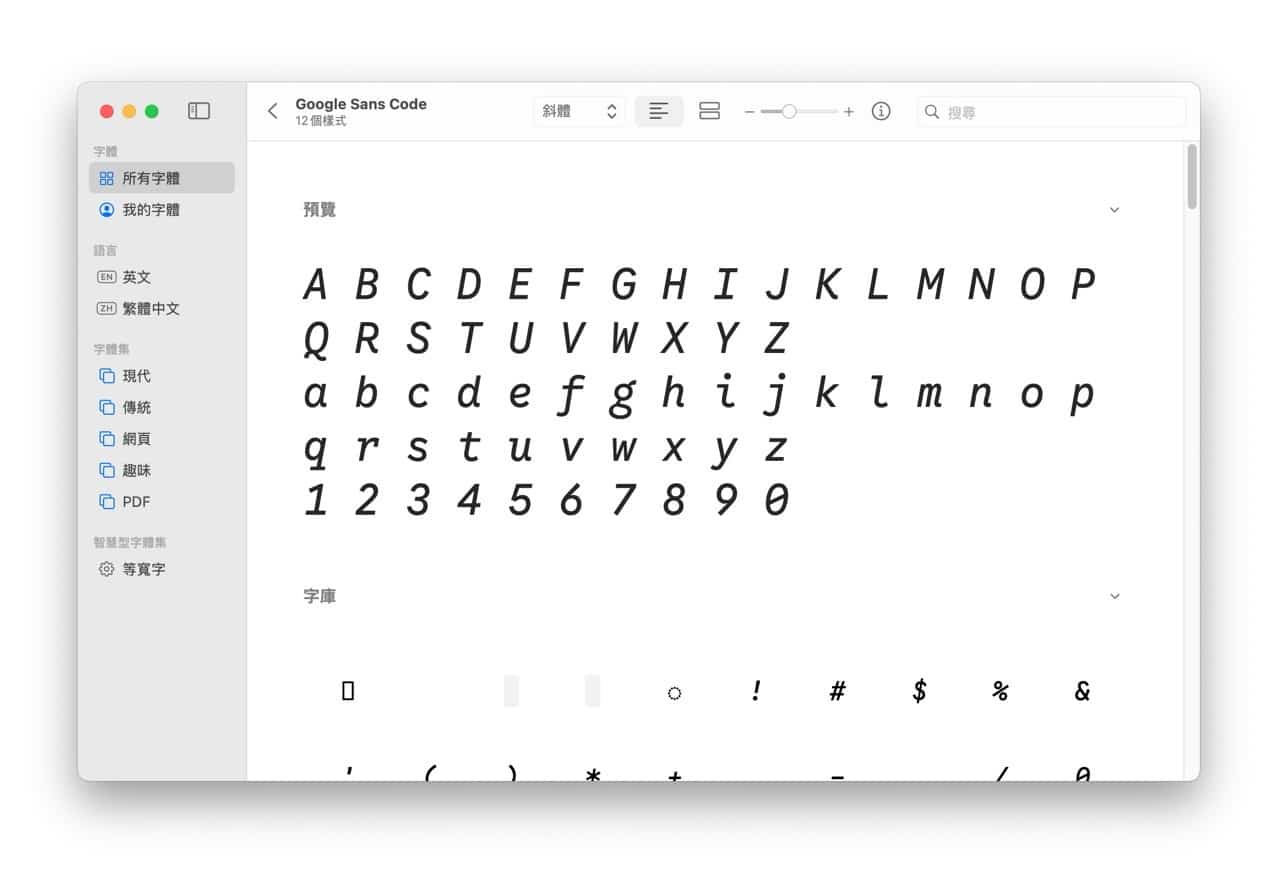 字體
所有字體
我的字體
語言
EN 英文
ZH 繁體中文
字體集
現代
傳統
網頁
趣味
PDF
智慧型字體集
等寬字
Google Sans Code
12 個樣式
斜體
搜尋
預覽
A B C D E F G H I J K L M N O P
Q R S T U V W X Y Z
a b c d e f g h i j k l m n o p
q r s t u v w x y z
1 2 3 4 5 6 7 8 9 0
字庫
! # $ % &
' ( ) * + - / 0